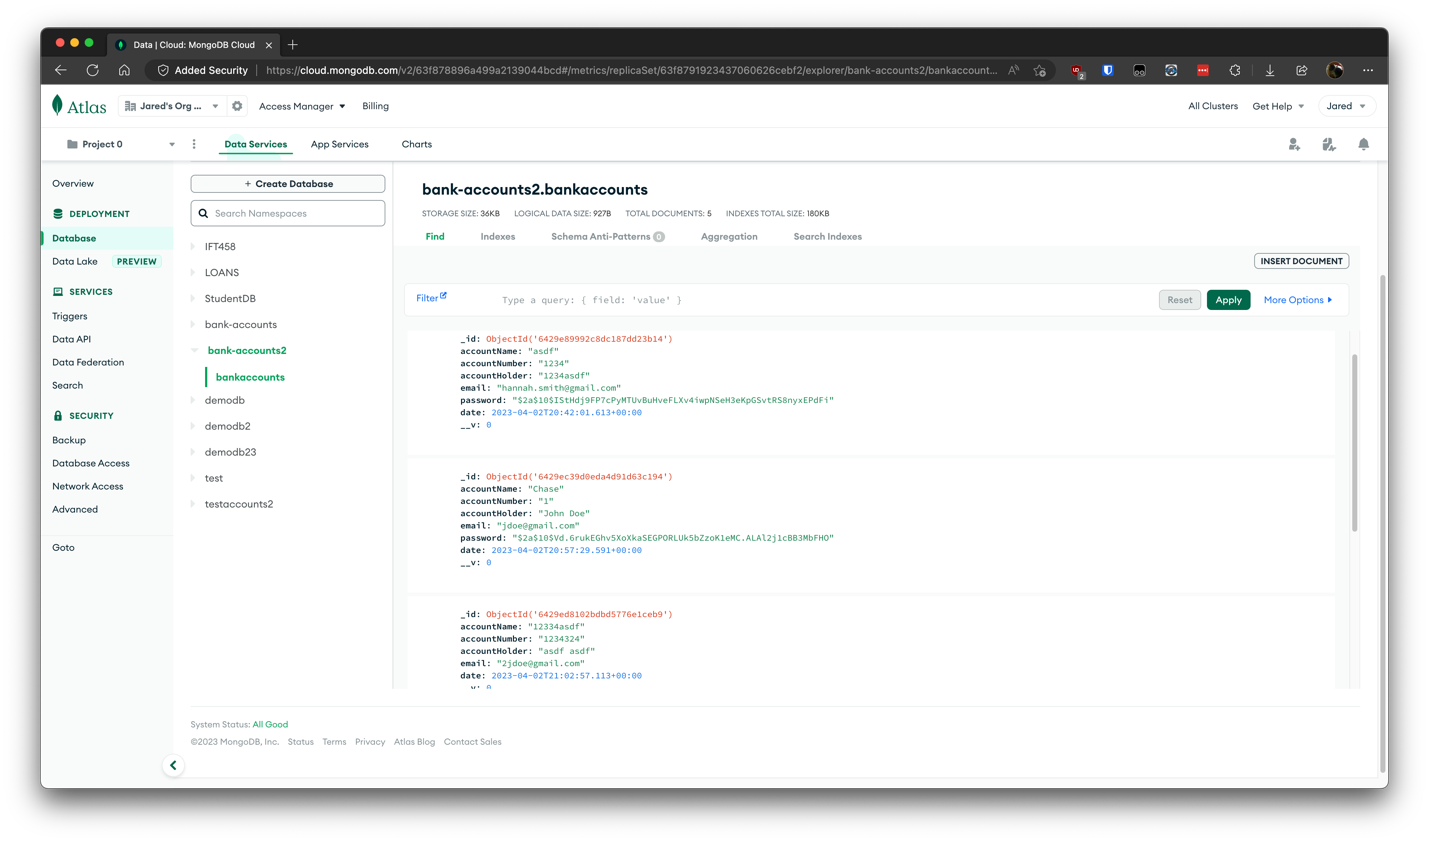 Data | Cloud: MongoDB Cloud
Added Security
https://cloud.mongodb.com/v2/63f878896a499a2139044bcd#/metrics/replicaSet/63f8791923437060626cebf2/explorer/bank-accounts2/bankaccount...
2
Atlas
Jared's Org ...
Access Manager
Billing
All Clusters
Get Help
Jared
Project 0
Data Services
App Services
Charts
Overview
DEPLOYMENT
Database
Data Lake
PREVIEW
SERVICES
Triggers
Data API
Data Federation
Search
SECURITY
Backup
Database Access
Network Access
Advanced
Goto
+ Create Database
Search Namespaces
IFT458
LOANS
StudentDB
bank-accounts
bank-accounts2
bankaccounts
demodb
demodb2
demodb23
test
testaccounts2
bank-accounts2.bankaccounts
STORAGE SIZE: 36KB LOGICAL DATA SIZE: 927B TOTAL DOCUMENTS: 5 INDEXES TOTAL SIZE: 180KB
Find
Indexes
Schema Anti-Patterns 0
Aggregation
Search Indexes
INSERT DOCUMENT
Filter
Type a query: { field: 'value' }
Reset
Apply
More Options
_id: ObjectId('6429e89992c8dc187dd23b14')
accountName: "asdf"
accountNumber: "1234"
accountHolder: "1234asdf"
email: "hannah.smith@gmail.com"
password: "$2a$10$IStHdj9FP7cPyMTUvBuHveFLXv4iwpNSeH3eKpGSvtRS8nyxEPdFi"
date: 2023-04-02T20:42:01.613+00:00
__v: 0
_id: ObjectId('6429ec39d0eda4d91d63c194')
accountName: "Chase"
accountNumber: "1"
accountHolder: "John Doe"
email: "jdoe@gmail.com"
password: "$2a$10$Vd.6rukEGhv5XoXkaSEGPORLUk5bZzoK1eMC.ALAl2j1cBB3MbFHO"
date: 2023-04-02T20:57:29.591+00:00
__v: 0
_id: ObjectId('6429ed8102bdbd5776e1ceb9')
accountName: "12334asdf"
accountNumber: "1234324"
accountHolder: "asdf asdf"
email: "2jdoe@gmail.com"
date: 2023-04-02T21:02:57.113+00:00
__v: 0
System Status: All Good
©2023 MongoDB, Inc. Status Terms Privacy Atlas Blog Contact Sales